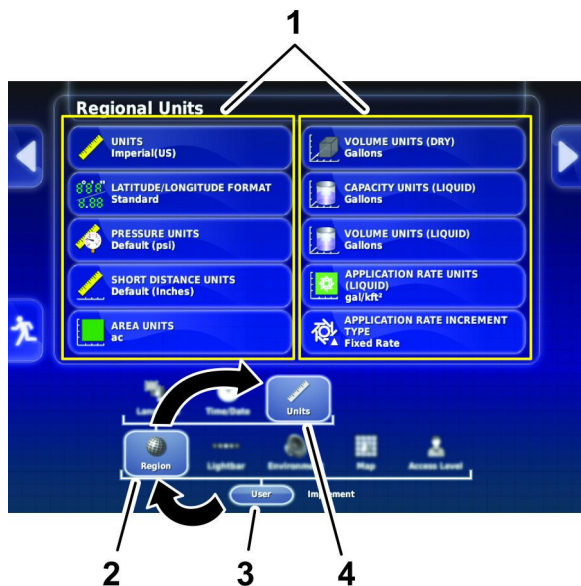 1
Regional Units
UNITS
Imperial(US)
LATITUDE/LONGITUDE FORMAT
Standard
PRESSURE UNITS
Default (psi)
SHORT DISTANCE UNITS
Default (Inches)
AREA UNITS
ac
VOLUME UNITS (DRY)
Gallons
CAPACITY UNITS (LIQUID)
Gallons
VOLUME UNITS (LIQUID)
Gallons
APPLICATION RATE UNITS
(LIQUID)
gal/kft²
APPLICATION RATE INCREMENT
TYPE
Fixed Rate
Time/Date
Units
Region
Lightbar
Map
Access Level
User
2
3
4